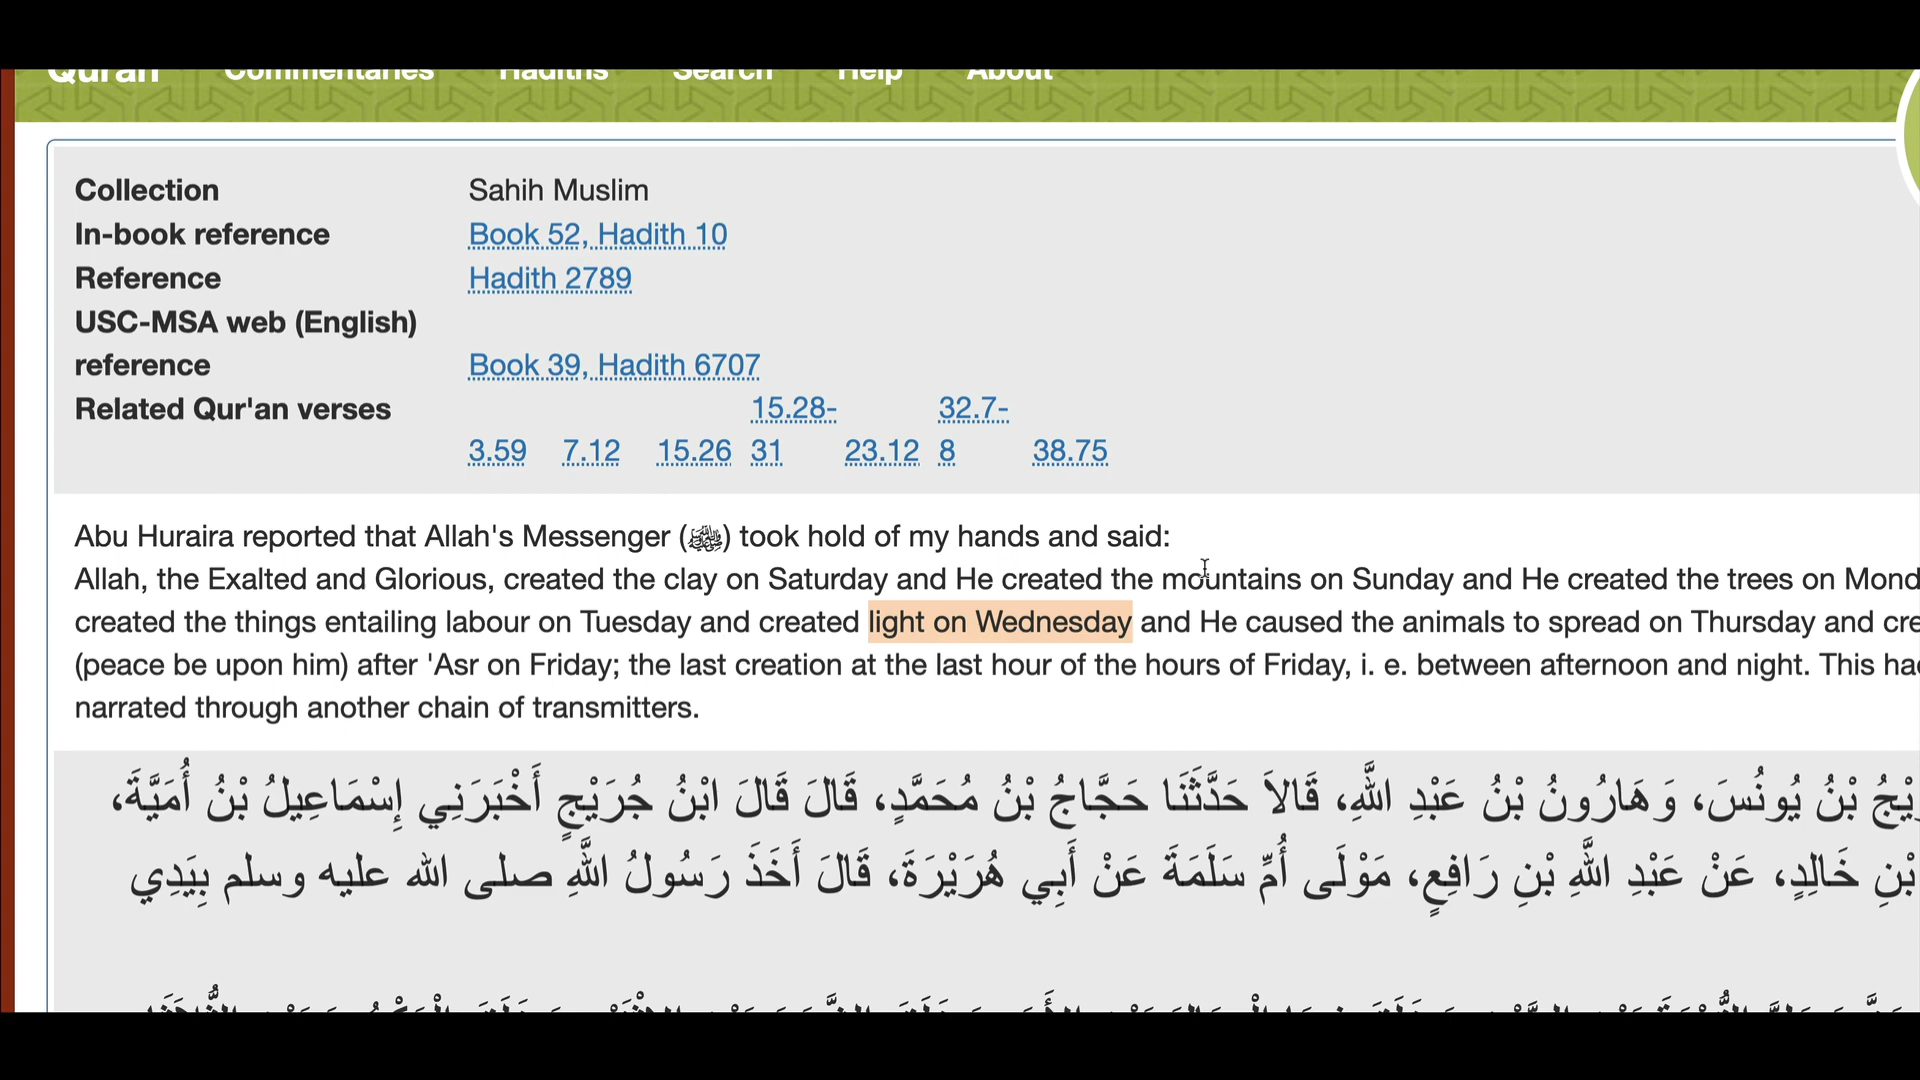 Quran Commentaries Hadiths Search Help About
Collection Sahih Muslim
In-book reference Book 52, Hadith 10
Reference Hadith 2789
USC-MSA web (English)
reference Book 39, Hadith 6707
Related Qur'an verses 15.28- 32.7-
3.59 7.12 15.26 31 23.12 8 38.75
Abu Huraira reported that Allah's Messenger (ﷺ) took hold of my hands and said:
Allah, the Exalted and Glorious, created the clay on Saturday and He created the mountains on Sunday and He created the trees on Mond
created the things entailing labour on Tuesday and created light on Wednesday and He caused the animals to spread on Thursday and cre
(peace be upon him) after 'Asr on Friday; the last creation at the last hour of the hours of Friday, i. e. between afternoon and night. This ha
narrated through another chain of transmitters.
بْنُ يُونُسَ، وَهَارُونُ بْنُ عَبْدِ اللَّهِ، قَالاَ حَدَّثَنَا حَجَّاجُ بْنُ مُحَمَّدٍ، قَالَ قَالَ ابْنُ جُرَيْجٍ أَخْبَرَنِي إِسْمَاعِيلُ بْنُ أُمَيَّةَ،
بْنِ خَالِدٍ، عَنْ عَبْدِ اللَّهِ بْنِ رَافِعٍ، مَوْلَى أُمِّ سَلَمَةَ عَنْ أَبِي هُرَيْرَةَ، قَالَ أَخَذَ رَسُولُ اللَّهِ صلى الله عليه وسلم بِيَدِي